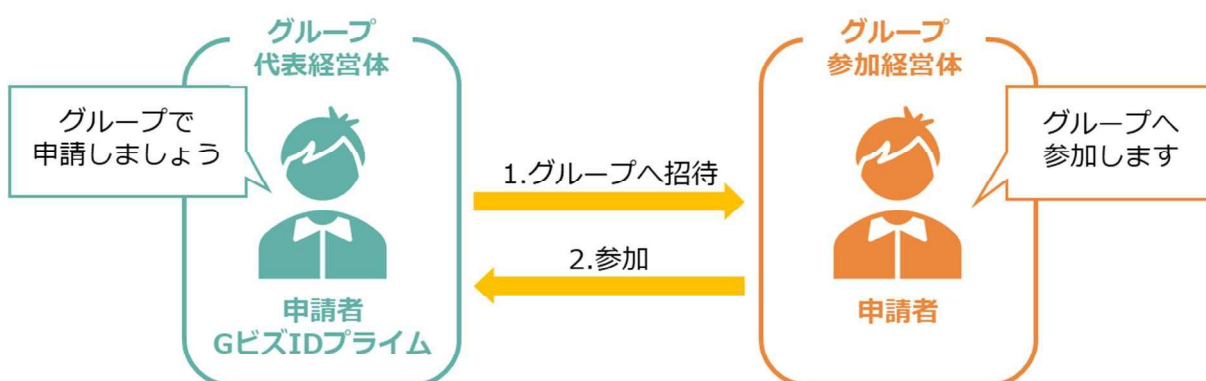 グループ
代表経営体
グループで
申請しましょう
申請者
GビズIDプライム
1.グループへ招待
2.参加
グループ
参加経営体
グループへ
参加します
申請者